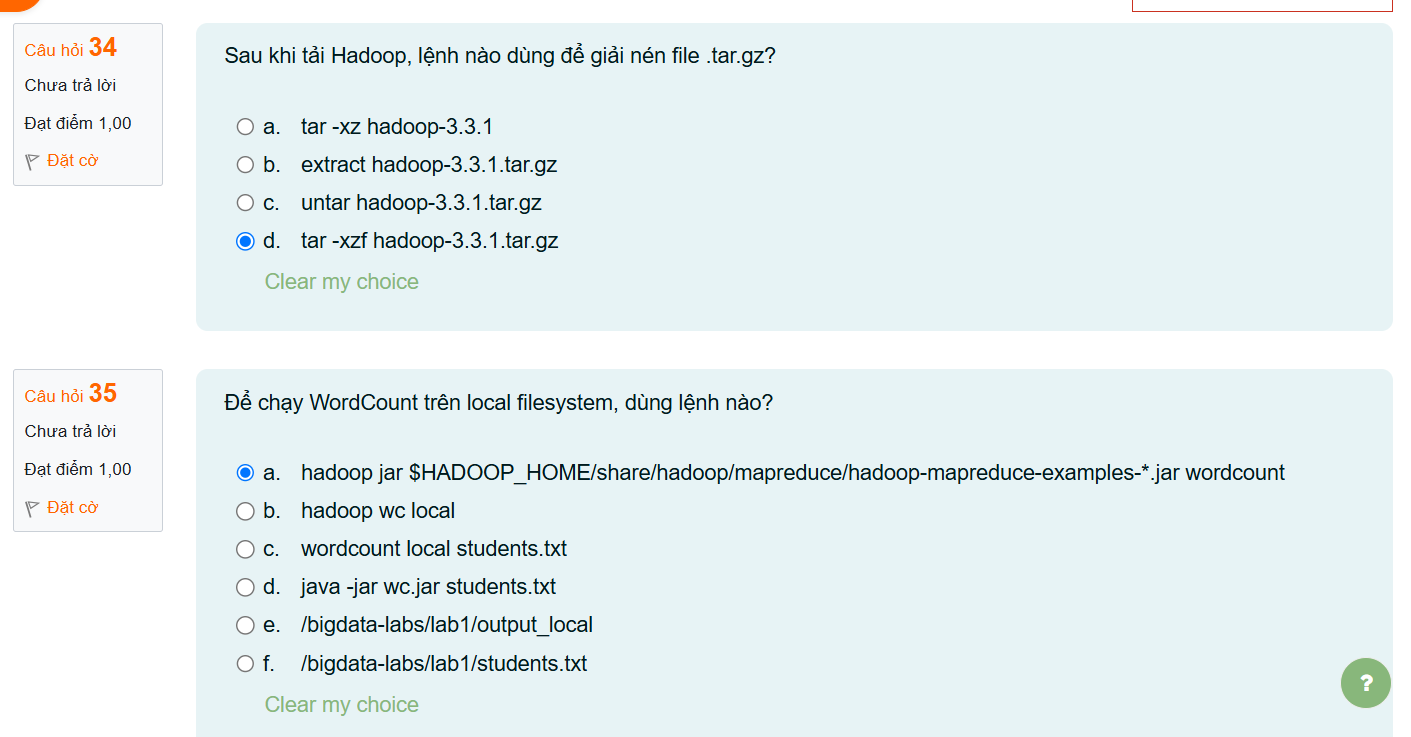 Câu hỏi 34
Chưa trả lời
Đạt điểm 1,00
Đặt cờ
Sau khi tải Hadoop, lệnh nào dùng để giải nén file .tar.gz?
a. tar -xz hadoop-3.3.1
b. extract hadoop-3.3.1.tar.gz
c. untar hadoop-3.3.1.tar.gz
d. tar -xzf hadoop-3.3.1.tar.gz
Clear my choice
Câu hỏi 35
Chưa trả lời
Đạt điểm 1,00
Đặt cờ
Để chạy WordCount trên local filesystem, dùng lệnh nào?
a. hadoop jar $HADOOP_HOME/share/hadoop/mapreduce/hadoop-mapreduce-examples-*.jar wordcount
b. hadoop wc local
c. wordcount local students.txt
d. java -jar wc.jar students.txt
e. /bigdata-labs/lab1/output_local
f. /bigdata-labs/lab1/students.txt
Clear my choice
?